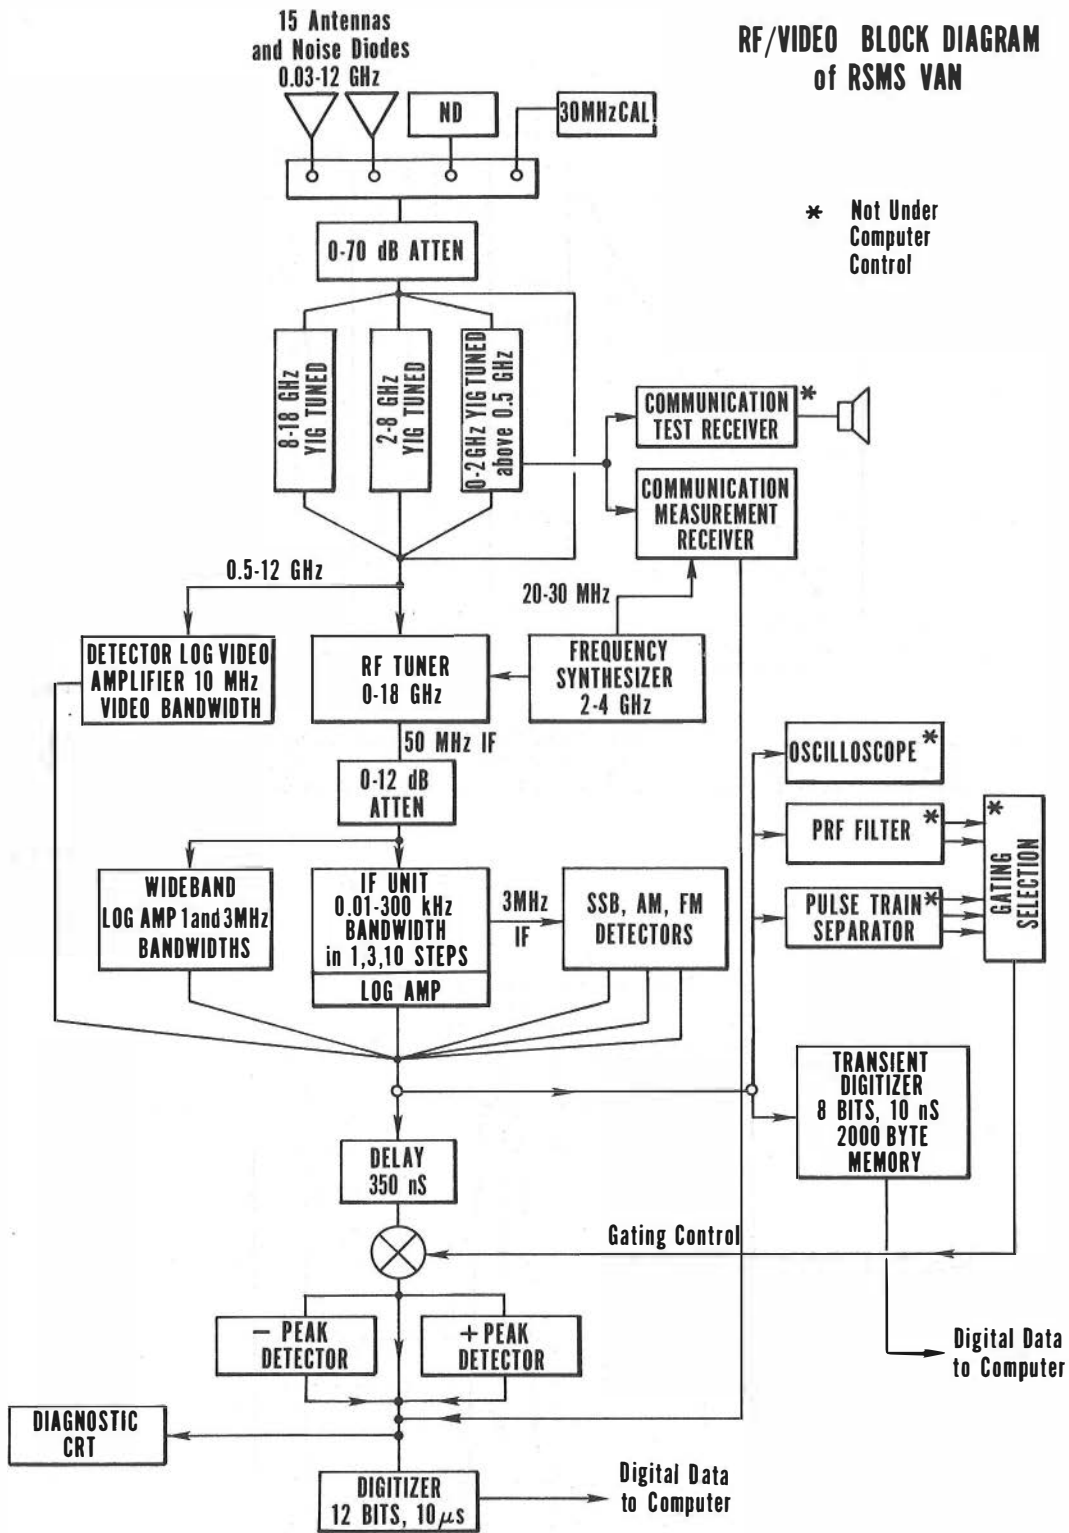 15 Antennas
and Noise Diodes
0.03-12 GHz
RF/VIDEO BLOCK DIAGRAM
of RSMS VAN
ND
30MHzCAL
* Not Under
Computer
Control
0-70 dB ATTEN
8-18 GHz
YIG TUNED
2-8 GHz
YIG TUNED
0-2GHz YIG TUNED
above 0.5 GHz
COMMUNICATION *
TEST RECEIVER
COMMUNICATION
MEASUREMENT
RECEIVER
0.5-12 GHz
20-30 MHz
DETECTOR LOG VIDEO
AMPLIFIER 10 MHz
VIDEO BANDWIDTH
RF TUNER
0-18 GHz
FREQUENCY
SYNTHESIZER
2-4 GHz
50 MHz IF
0-12 dB
ATTEN
OSCILLOSCOPE *
PRF FILTER *
PULSE TRAIN *
SEPARATOR
*
GATING
SELECTION
WIDEBAND
LOG AMP 1 and 3MHz
BANDWIDTHS
IF UNIT
0.01-300 kHz
BANDWIDTH
in 1,3,10 STEPS
LOG AMP
3MHz
IF
SSB, AM, FM
DETECTORS
TRANSIENT
DIGITIZER
8 BITS, 10 nS
2000 BYTE
MEMORY
DELAY
350 nS
Gating Control
− PEAK
DETECTOR
+ PEAK
DETECTOR
Digital Data
to Computer
DIAGNOSTIC
CRT
DIGITIZER
12 BITS, 10μs
Digital Data
to Computer